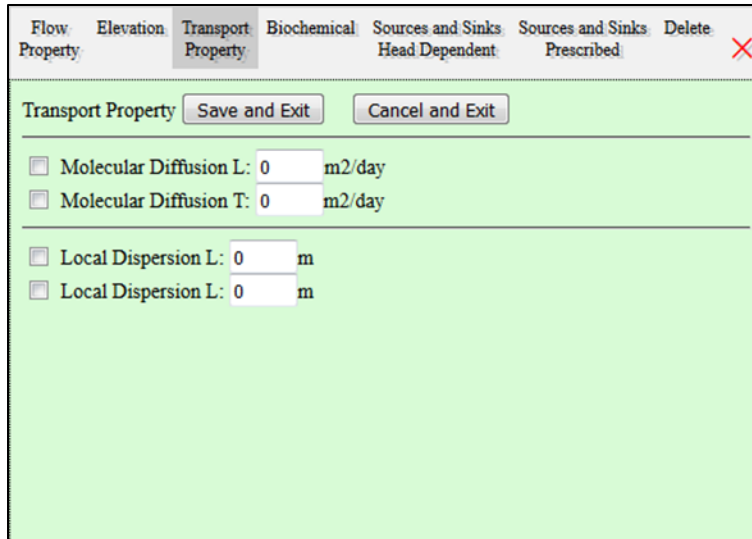 Flow Property
Elevation
Transport Property
Biochemical
Sources and Sinks Head Dependent
Sources and Sinks Prescribed
Delete
Transport Property Save and Exit Cancel and Exit
Molecular Diffusion L: 0 m2/day
Molecular Diffusion T: 0 m2/day
Local Dispersion L: 0 m
Local Dispersion L: 0 m